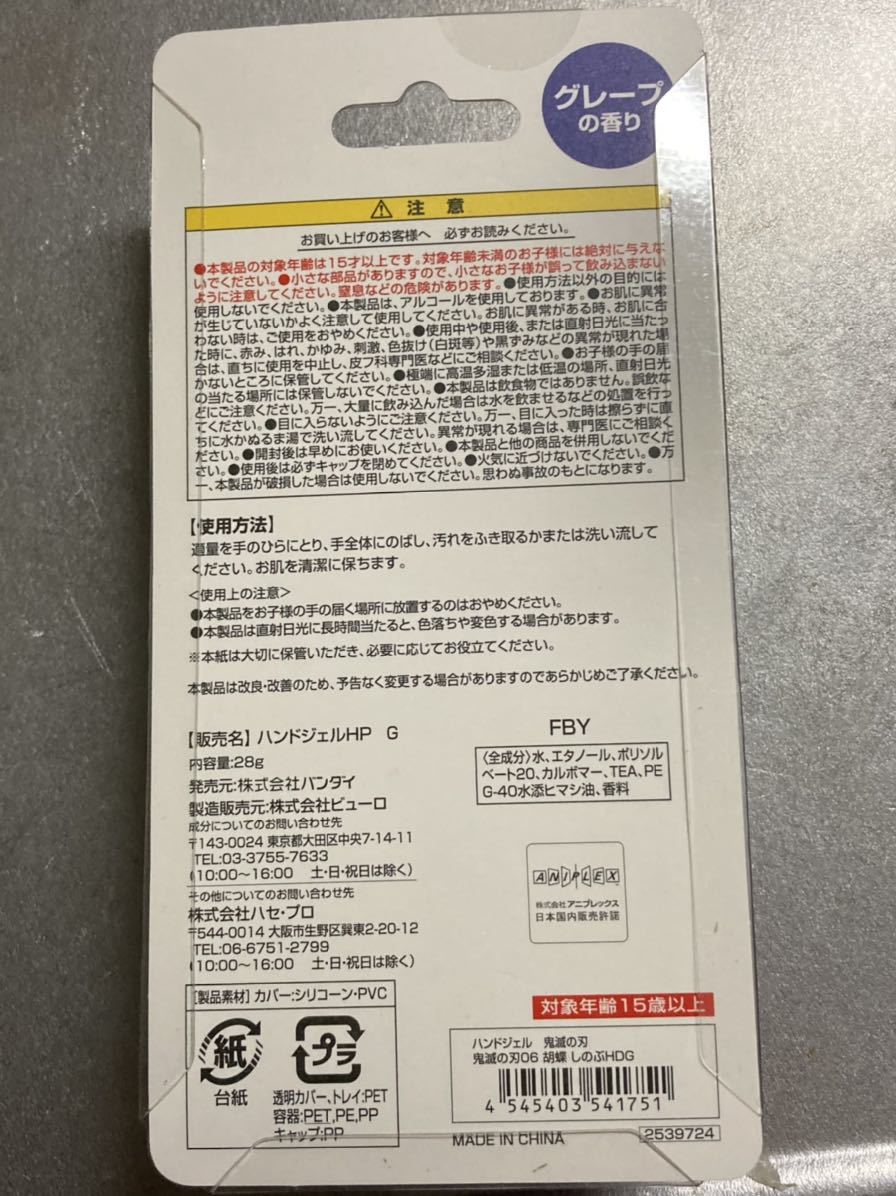 グレープ
の香り
注 意
お買い上げのお客様へ 必ずお読みください。
●本製品の対象年齢は15才以上です。対象年齢未満のお子様には絶対に与えな
いでください。●小さな部品がありますので、小さなお子様が誤って飲み込まない
ように注意してください。窒息などの危険があります。●使用方法以外の目的には
使用しないでください。●本製品は、アルコールを使用しております。●お肌に異常
が生じていないかよく注意して使用してください。お肌に異常がある時、お肌に合
わない時は、ご使用をおやめください。●使用中や使用後、または直射日光に当たっ
た時に、赤み、はれ、かゆみ、刺激、色抜け(白斑等)や黒ずみなどの異常が現れた場
合は、直ちに使用を中止し、皮フ科専門医などにご相談ください。●お子様の手の届
かないところに保管してください。●極端に高温多湿または低温の場所、直射日光
の当たる場所には保管しないでください。●本製品は飲食物ではありません。誤飲な
どにご注意ください。万一、大量に飲み込んだ場合は水を飲ませるなどの処置を行っ
てください。●目に入らないようにご注意ください。万一、目に入った時は擦らずに直
ちに水かぬるま湯で洗い流してください。異常が現れる場合は、専門医にご相談く
ださい。●開封後は早めにお使いください。●本製品と他の商品を併用しないでくだ
さい。●使用後は必ずキャップを閉めてください。●火気に近づけないでください。●万
一、本製品が破損した場合は使用しないでください。思わぬ事故のもとになります。
【使用方法】
適量を手のひらにとり、手全体にのばし、汚れをふき取るかまたは洗い流して
ください。お肌を清潔に保ちます。
<使用上の注意>
●本製品をお子様の手の届く場所に放置するのはおやめください。
●本製品は直射日光に長時間当たると、色落ちや変色する場合があります。
※本紙は大切に保管いただき、必要に応じてお役立てください。
本製品は改良・改善のため、予告なく変更する場合がありますのであらかじめご了承ください。
【販売名】ハンドジェルHP G
内容量:28g
発売元:株式会社バンダイ
製造販売元:株式会社ピューロ
成分についてのお問い合わせ先
〒143-0024 東京都大田区中央7-14-11
TEL:03-3755-7633
(10:00〜16:00 土・日・祝日は除く)
その他についてのお問い合わせ先
株式会社ハセ・プロ
〒544-0014 大阪市生野区巽東2-20-12
TEL:06-6751-2799
(10:00〜16:00 土・日・祝日は除く)
FBY
〈全成分〉水、エタノール、ポリソル
ベート20、カルボマー、TEA、PE
G-40水添ヒマシ油、香料
ANIPLEX
株式会社アニプレックス
日本国内販売許諾
[製品素材] カバー:シリコーン・PVC
紙
台紙
プラ
透明カバー、トレイ:PET
容器:PET,PE,PP
キャップ:PP
対象年齢15歳以上
ハンドジェル 鬼滅の刃
鬼滅の刃06 胡蝶 しのぶHDG
4 545403 541751
MADE IN CHINA
2539724